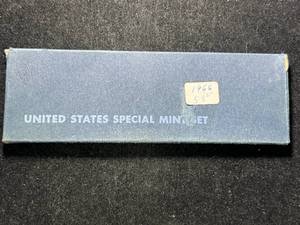 1966
UNITED STATES SPECIAL MINT SET